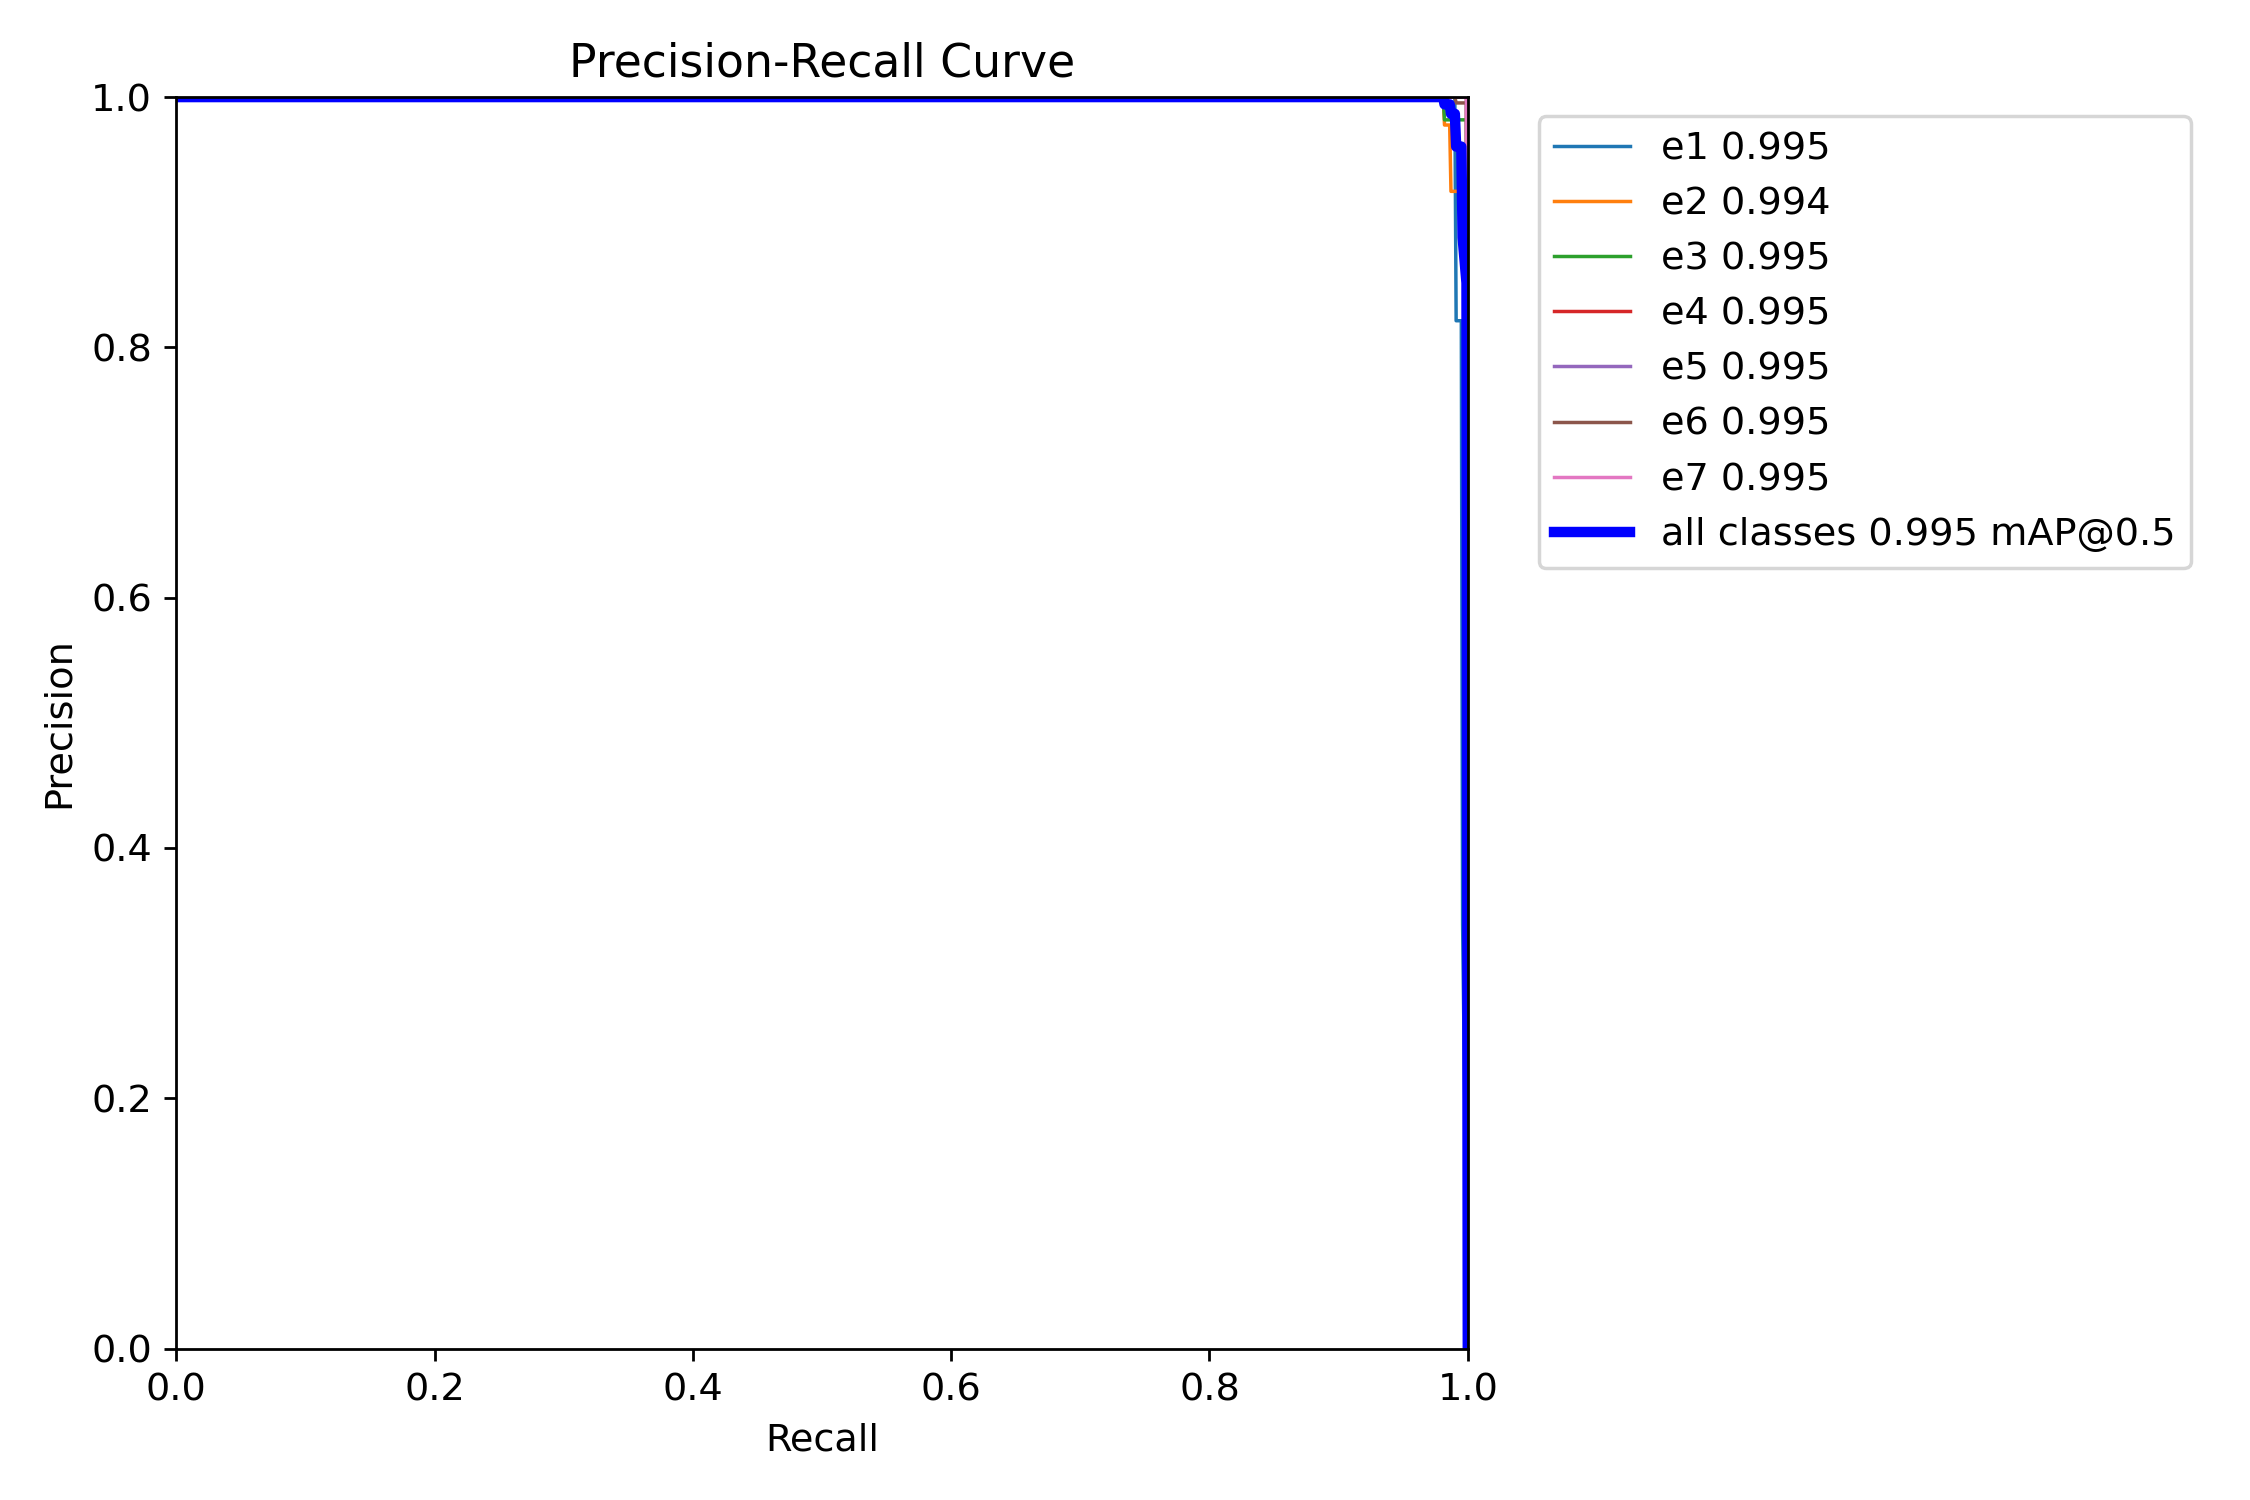 Precision-Recall Curve
1.0
0.8
0.6
0.4
0.2
0.0
Precision
0.0 0.2 0.4 0.6 0.8 1.0
Recall
e1 0.995
e2 0.994
e3 0.995
e4 0.995
e5 0.995
e6 0.995
e7 0.995
all classes 0.995 mAP@0.5